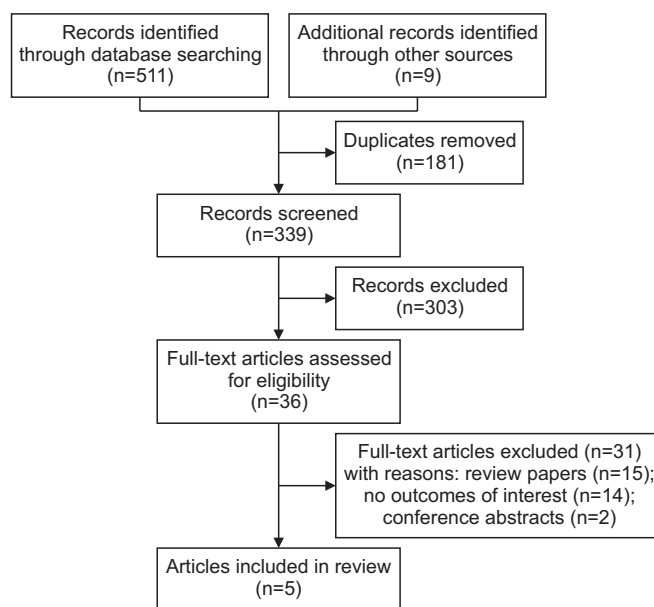 Records identified
through database searching
(n=511)
Additional records identified
through other sources
(n=9)
Duplicates removed
(n=181)
Records screened
(n=339)
Records excluded
(n=303)
Full-text articles assessed
for eligibility
(n=36)
Full-text articles excluded (n=31)
with reasons: review papers (n=15);
no outcomes of interest (n=14);
conference abstracts (n=2)
Articles included in review
(n=5)